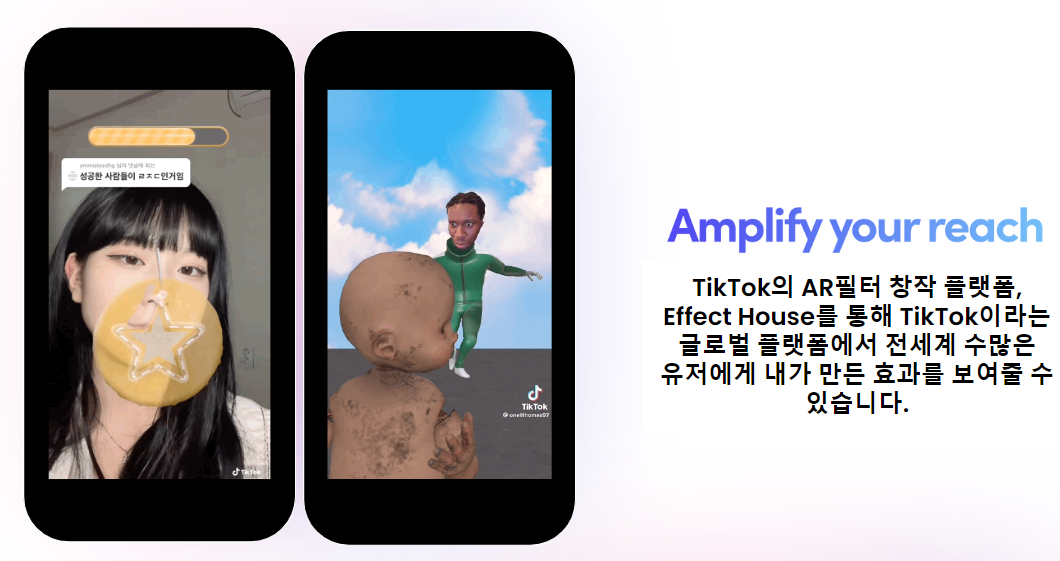 성공한 사람들이 ㄹㅈㄷ인거임
TikTok
TikTok
@oneilthomas97
Amplify your reach
TikTok의 AR필터 창작 플랫폼,
Effect House를 통해 TikTok이라는
글로벌 플랫폼에서 전세계 수많은
유저에게 내가 만든 효과를 보여줄 수
있습니다.